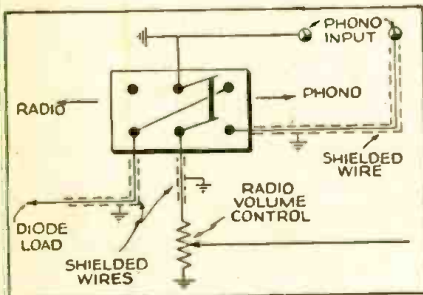 PHONO
INPUT
RADIO
PHONO
SHIELDED
WIRE
RADIO
VOLUME
CONTROL
DIODE
LOAD
SHIELDED
WIRES